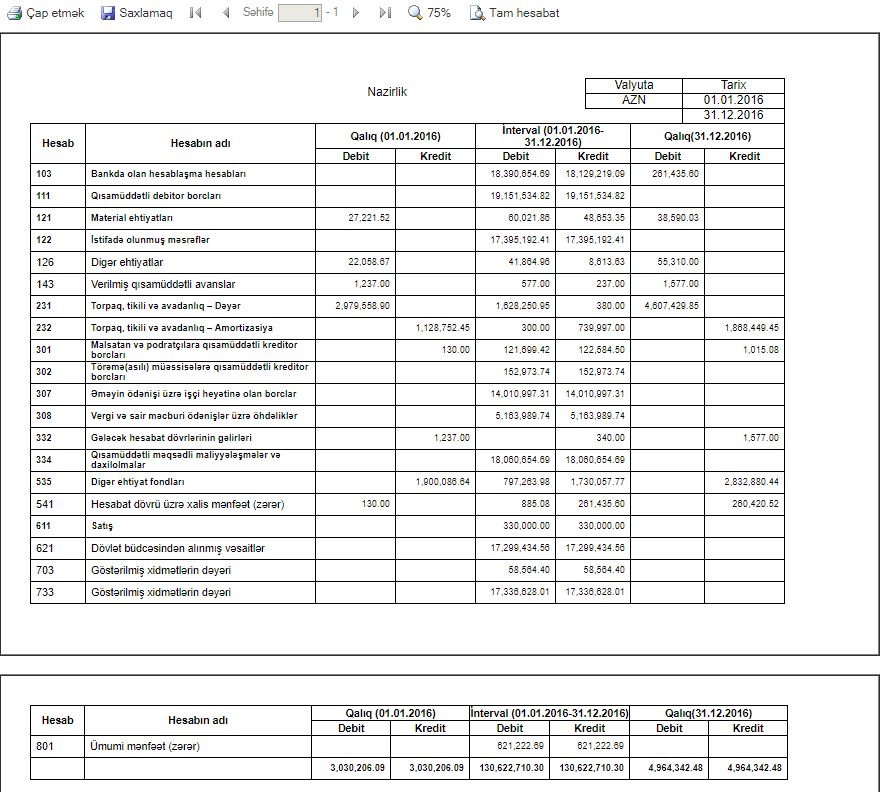 Çap etmək Saxlamaq Səhifə 1 - 1 75% Tam hesabat
Nazirlik
Valyuta Tarix
AZN 01.01.2016
31.12.2016
Hesab Hesabın adı Qalıq (01.01.2016) İnterval (01.01.2016-31.12.2016) Qalıq(31.12.2016)
Debit Kredit Debit Kredit Debit Kredit
103 Bankda olan hesablaşma hesabları 18,390,654.69 18,129,219.09 261,435.60
111 Qısamüddətli debitor borcları 19,151,534.82 19,151,534.82
121 Material ehtiyatları 27,221.52 60,021.86 48,653.35 38,590.03
122 İstifadə olunmuş məsrəflər 17,395,192.41 17,395,192.41
126 Digər ehtiyatlar 22,058.67 41,864.96 8,613.63 55,310.00
143 Verilmiş qısamüddətli avanslar 1,237.00 577.00 237.00 1,577.00
231 Torpaq, tikili və avadanlıq – Dəyər 2,979,558.90 1,628,250.95 380.00 4,607,429.85
232 Torpaq, tikili və avadanlıq – Amortizasiya 1,128,752.45 300.00 739,997.00 1,868,449.45
301 Malsatan və podratçılara qısamüddətli kreditor borcları 130.00 121,699.42 122,584.50 1,015.08
302 Törəmə(asılı) müəssisələrə qısamüddətli kreditor borcları 152,973.74 152,973.74
307 Əməyin ödənişi üzrə işçi heyətinə olan borclar 14,010,997.31 14,010,997.31
308 Vergi və sair məcburi ödənişlər üzrə öhdəliklər 5,163,989.74 5,163,989.74
332 Gələcək hesabat dövrlərinin gəlirləri 1,237.00 340.00 1,577.00
334 Qısamüddətli məqsədli maliyyələşmələr və daxilolmalar 18,060,654.69 18,060,654.69
535 Digər ehtiyat fondları 1,900,086.64 797,263.98 1,730,057.77 2,832,880.44
541 Hesabat dövrü üzrə xalis mənfəət (zərər) 130.00 885.08 261,435.60 260,420.52
611 Satış 330,000.00 330,000.00
621 Dövlət büdcəsindən alınmış vəsaitlər 17,299,434.56 17,299,434.56
703 Göstərilmiş xidmətlərin dəyəri 58,564.40 58,564.40
733 Göstərilmiş xidmətlərin dəyəri 17,336,628.01 17,336,628.01
Hesab Hesabın adı Qalıq (01.01.2016) İnterval (01.01.2016-31.12.2016) Qalıq(31.12.2016)
Debit Kredit Debit Kredit Debit Kredit
801 Ümumi mənfəət (zərər) 621,222.69 621,222.69
3,030,206.09 3,030,206.09 130,622,710.30 130,622,710.30 4,964,342.48 4,964,342.48